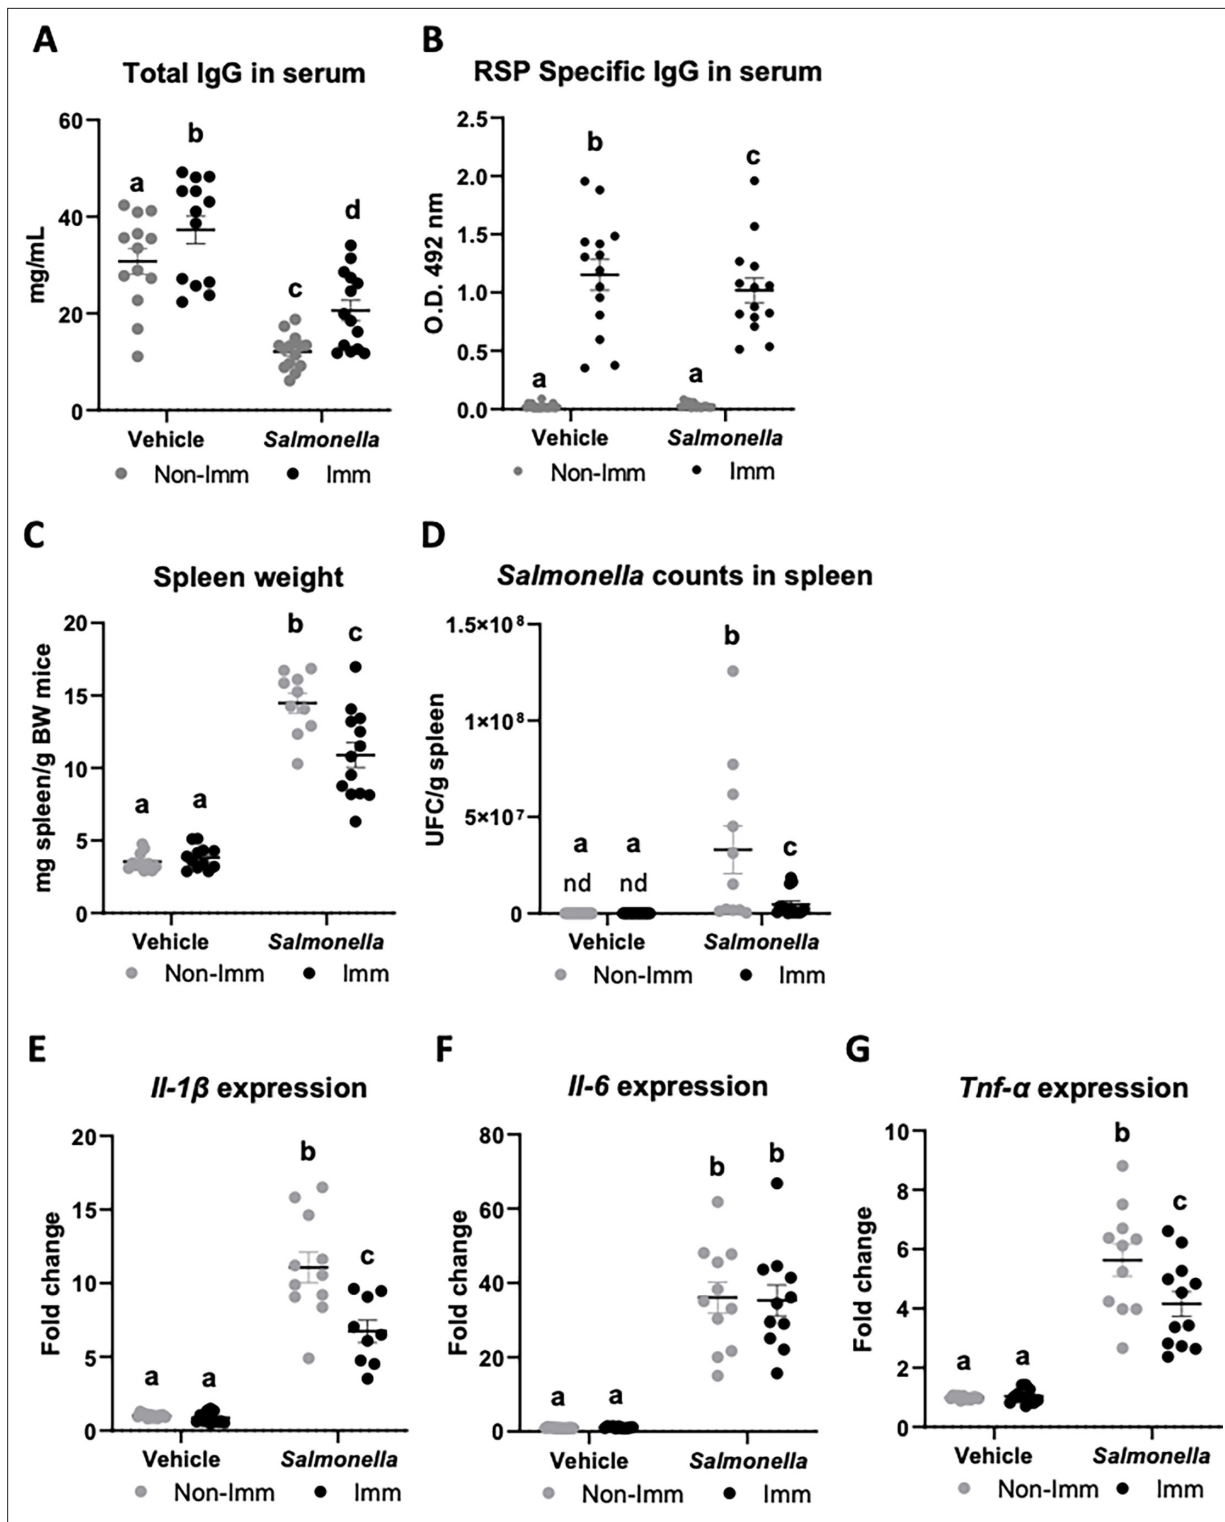 A
Total IgG in serum
mg/mL
60
40
20
0
a
b
c
d
Vehicle
Salmonella
Non-Imm
Imm
B
RSP Specific IgG in serum
O.D. 492 nm
2.5
2.0
1.5
1.0
0.5
0.0
a
b
a
c
Vehicle
Salmonella
Non-Imm
Imm
C
Spleen weight
mg spleen/g BW mice
20
15
10
5
0
a
a
b
c
Vehicle
Salmonella
Non-Imm
Imm
D
Salmonella counts in spleen
UFC/g spleen
1.5×10⁸
1×10⁸
5×10⁷
0
a
a
b
c
nd
nd
Vehicle
Salmonella
Non-Imm
Imm
E
Il-1β expression
Fold change
20
15
10
5
0
a
a
b
c
Vehicle
Salmonella
Non-Imm
Imm
F
Il-6 expression
Fold change
80
60
40
20
0
a
a
b
b
Vehicle
Salmonella
Non-Imm
Imm
G
Tnf-α expression
Fold change
10
8
6
4
2
0
a
a
b
c
Vehicle
Salmonella
Non-Imm
Imm